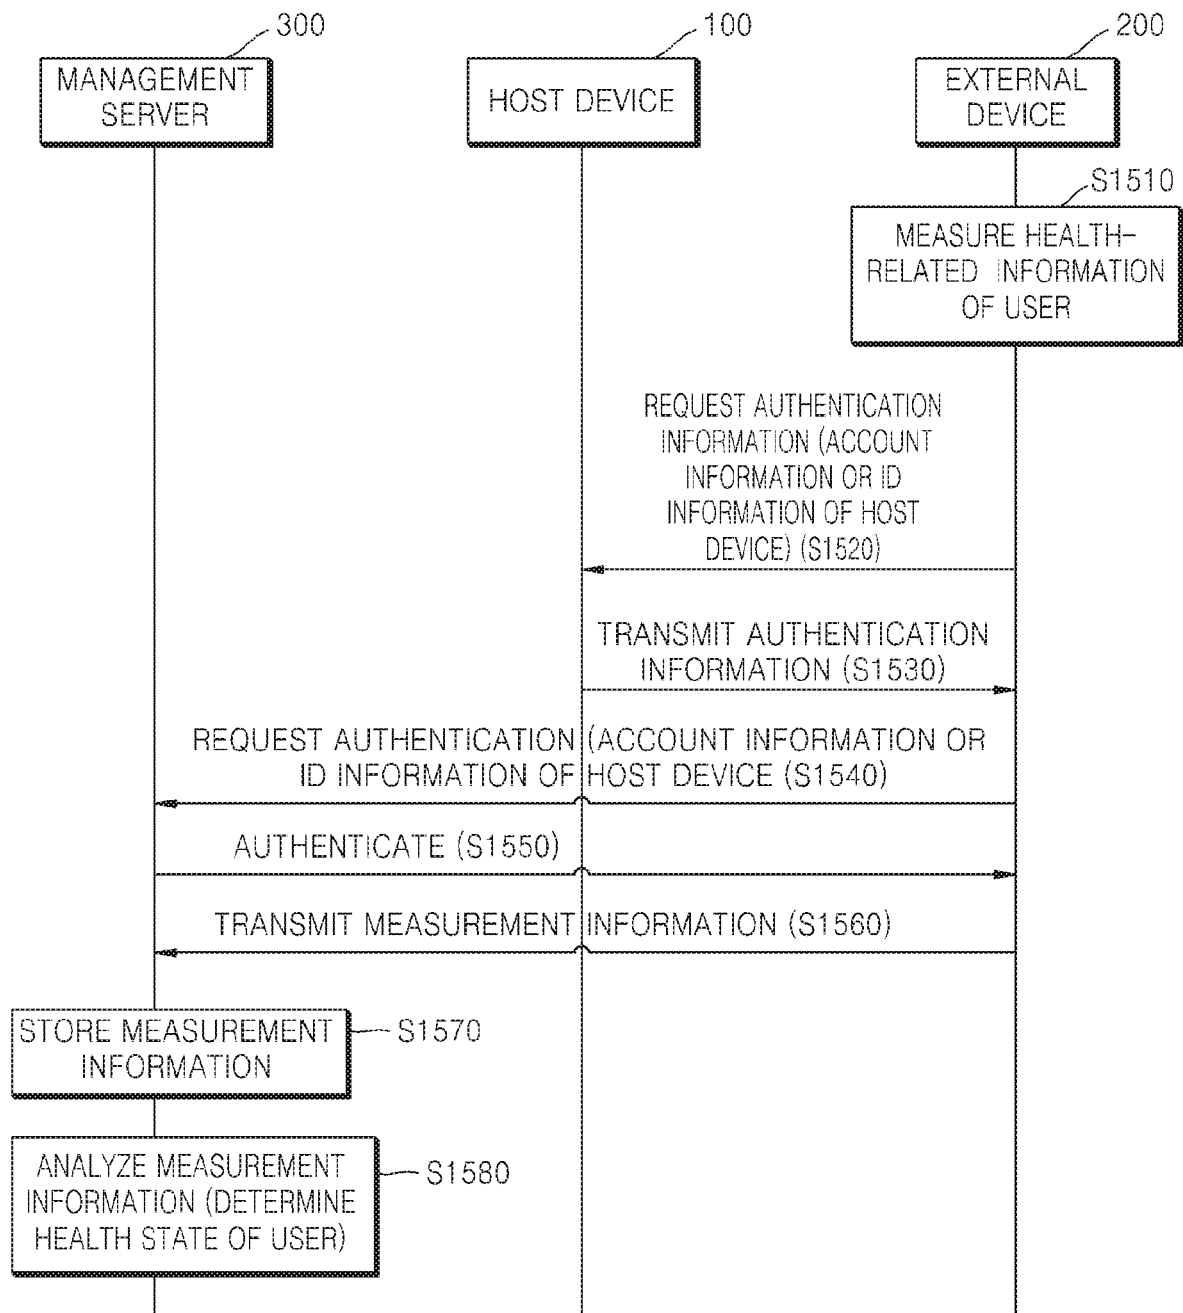 300
100
200
MANAGEMENT
SERVER
HOST DEVICE
EXTERNAL
DEVICE
S1510
MEASURE HEALTH-
RELATED INFORMATION
OF USER
REQUEST AUTHENTICATION
INFORMATION (ACCOUNT
INFORMATION OR ID
INFORMATION OF HOST
DEVICE) (S1520)
TRANSMIT AUTHENTICATION
INFORMATION (S1530)
REQUEST AUTHENTICATION (ACCOUNT INFORMATION OR
ID INFORMATION OF HOST DEVICE (S1540)
AUTHENTICATE (S1550)
TRANSMIT MEASUREMENT INFORMATION (S1560)
STORE MEASUREMENT
INFORMATION
S1570
ANALYZE MEASUREMENT
INFORMATION (DETERMINE
HEALTH STATE OF USER)
S1580